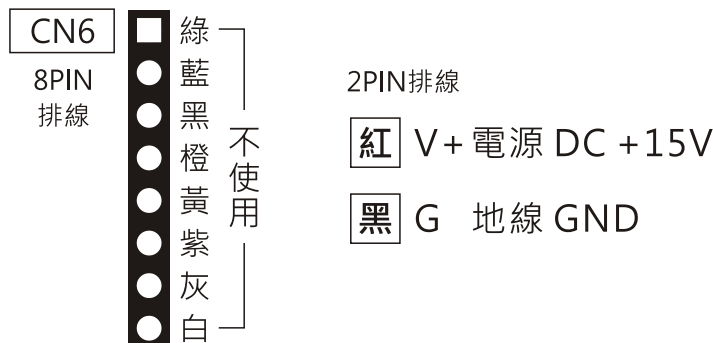 CN6
8PIN
排線
綠
藍
黑
橙
黃
紫
灰
白
不使用
2PIN排線
紅 V+電源 DC +15V
黑 G 地線 GND